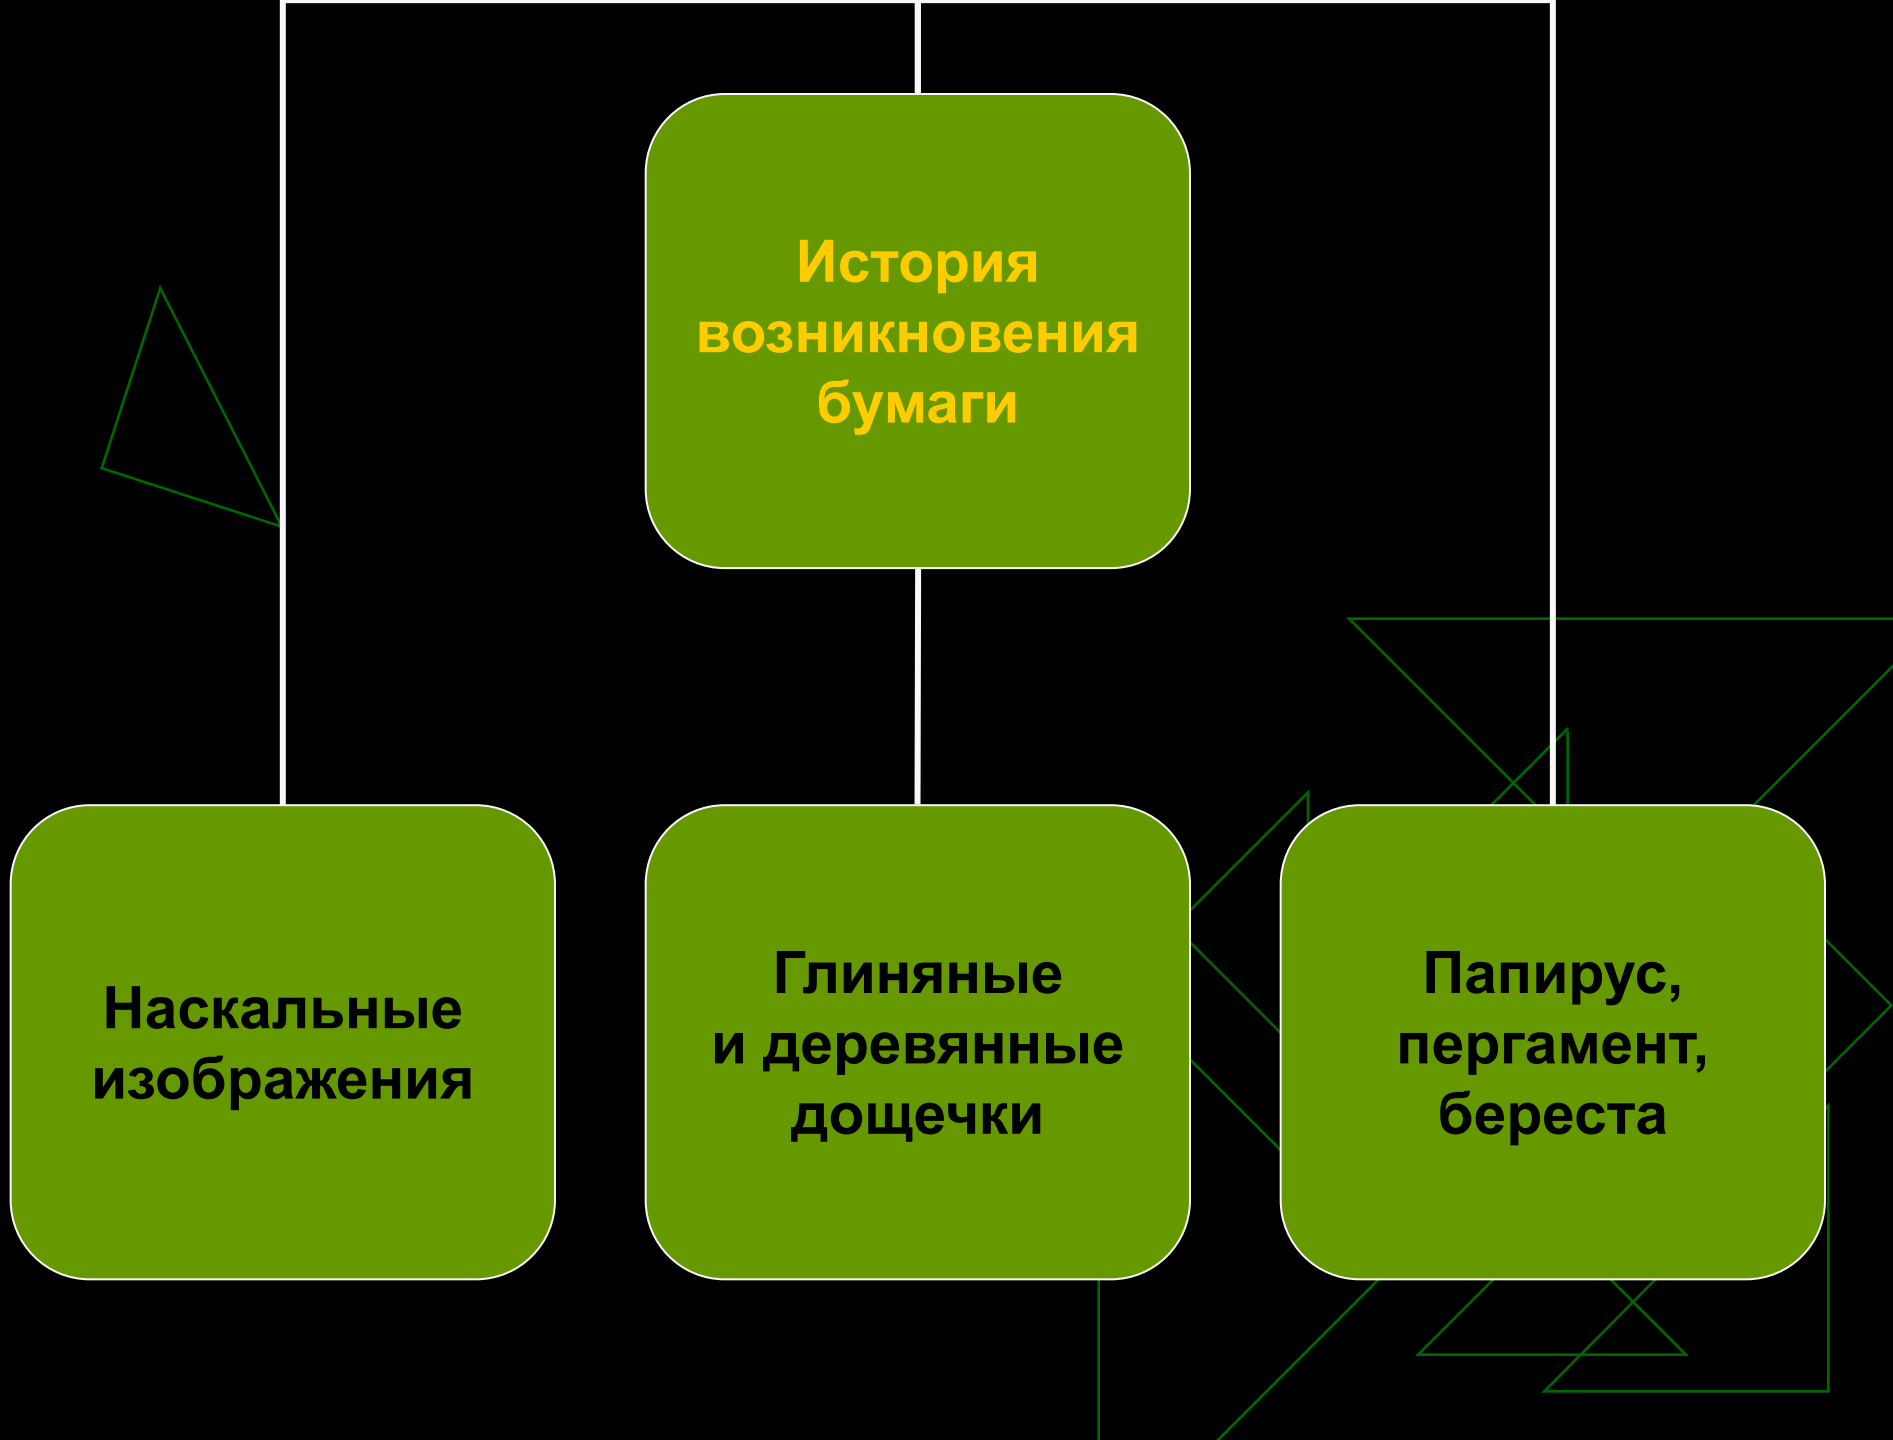 История
возникновения
бумаги
Наскальные
изображения
Глиняные
и деревянные
дощечки
Папирус,
пергамент,
береста